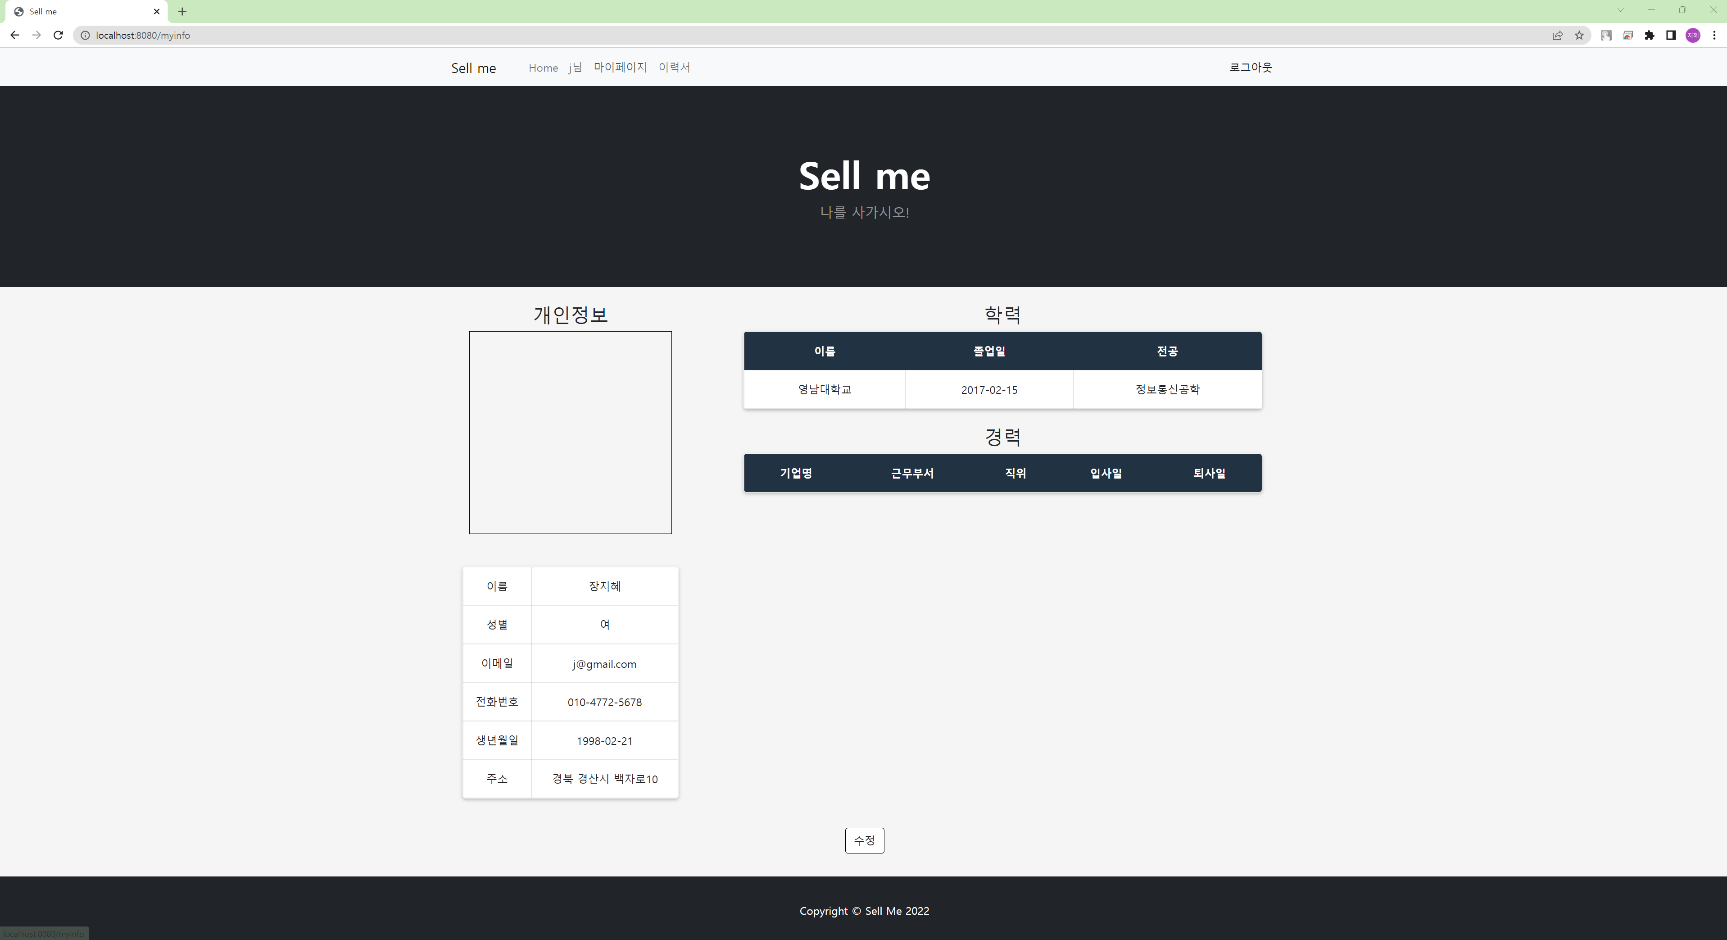 Sell me
localhost:8080/myinfo
Sell me Home j님 마이페이지 이력서 로그아웃
Sell me
나를 사가시오!
개인정보
학력
이름 졸업일 전공
영남대학교 2017-02-15 정보통신공학
경력
기업명 근무부서 직위 입사일 퇴사일
이름 장지혜
성별 여
이메일 j@gmail.com
전화번호 010-4772-5678
생년월일 1998-02-21
주소 경북 경산시 백자로10
수정
Copyright © Sell Me 2022
localhost:8080/myinfo